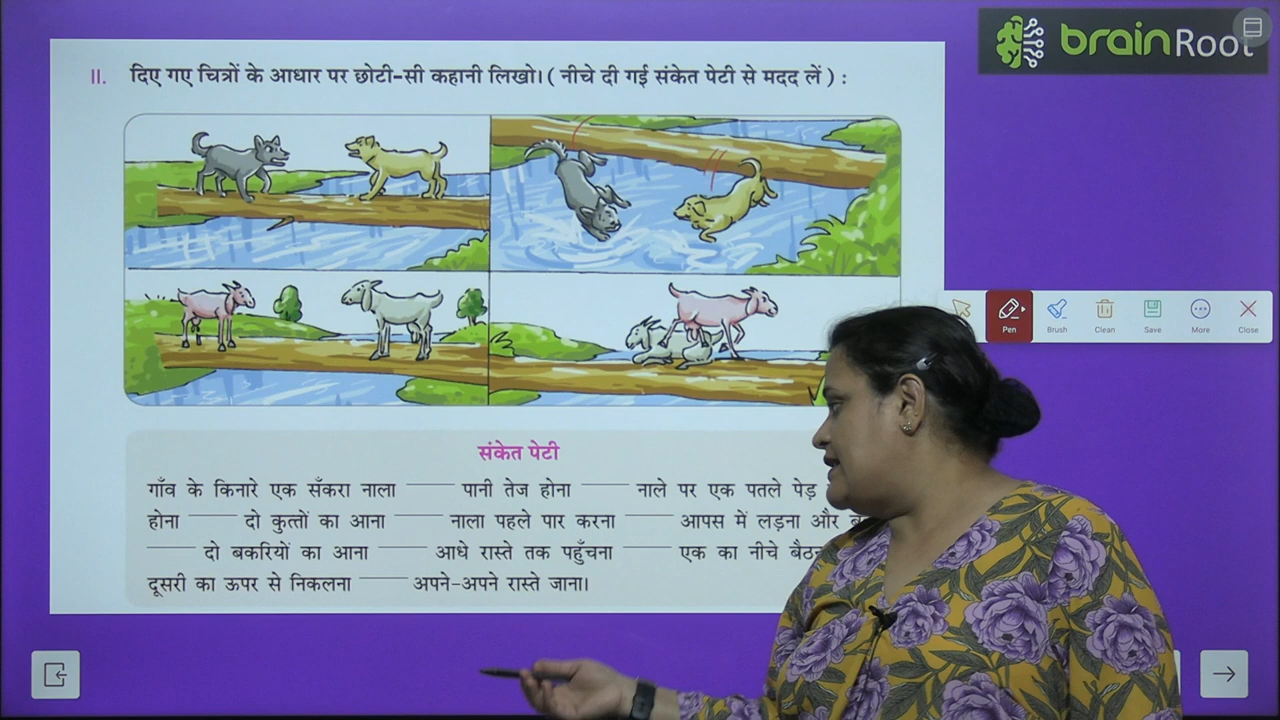 brainRoot
II. दिए गए चित्रों के आधार पर छोटी-सी कहानी लिखो। ( नीचे दी गई संकेत पेटी से मदद लें ) :
Pen Brush Clean Save More Close
संकेत पेटी
गाँव के किनारे एक सँकरा नाला —— पानी तेज होना —— नाले पर एक पतले पेड़
होना —— दो कुत्तों का आना —— नाला पहले पार करना —— आपस में लड़ना और
—— दो बकरियों का आना —— आधे रास्ते तक पहुँचना —— एक का नीचे
दूसरी का ऊपर से निकलना —— अपने-अपने रास्ते जाना।